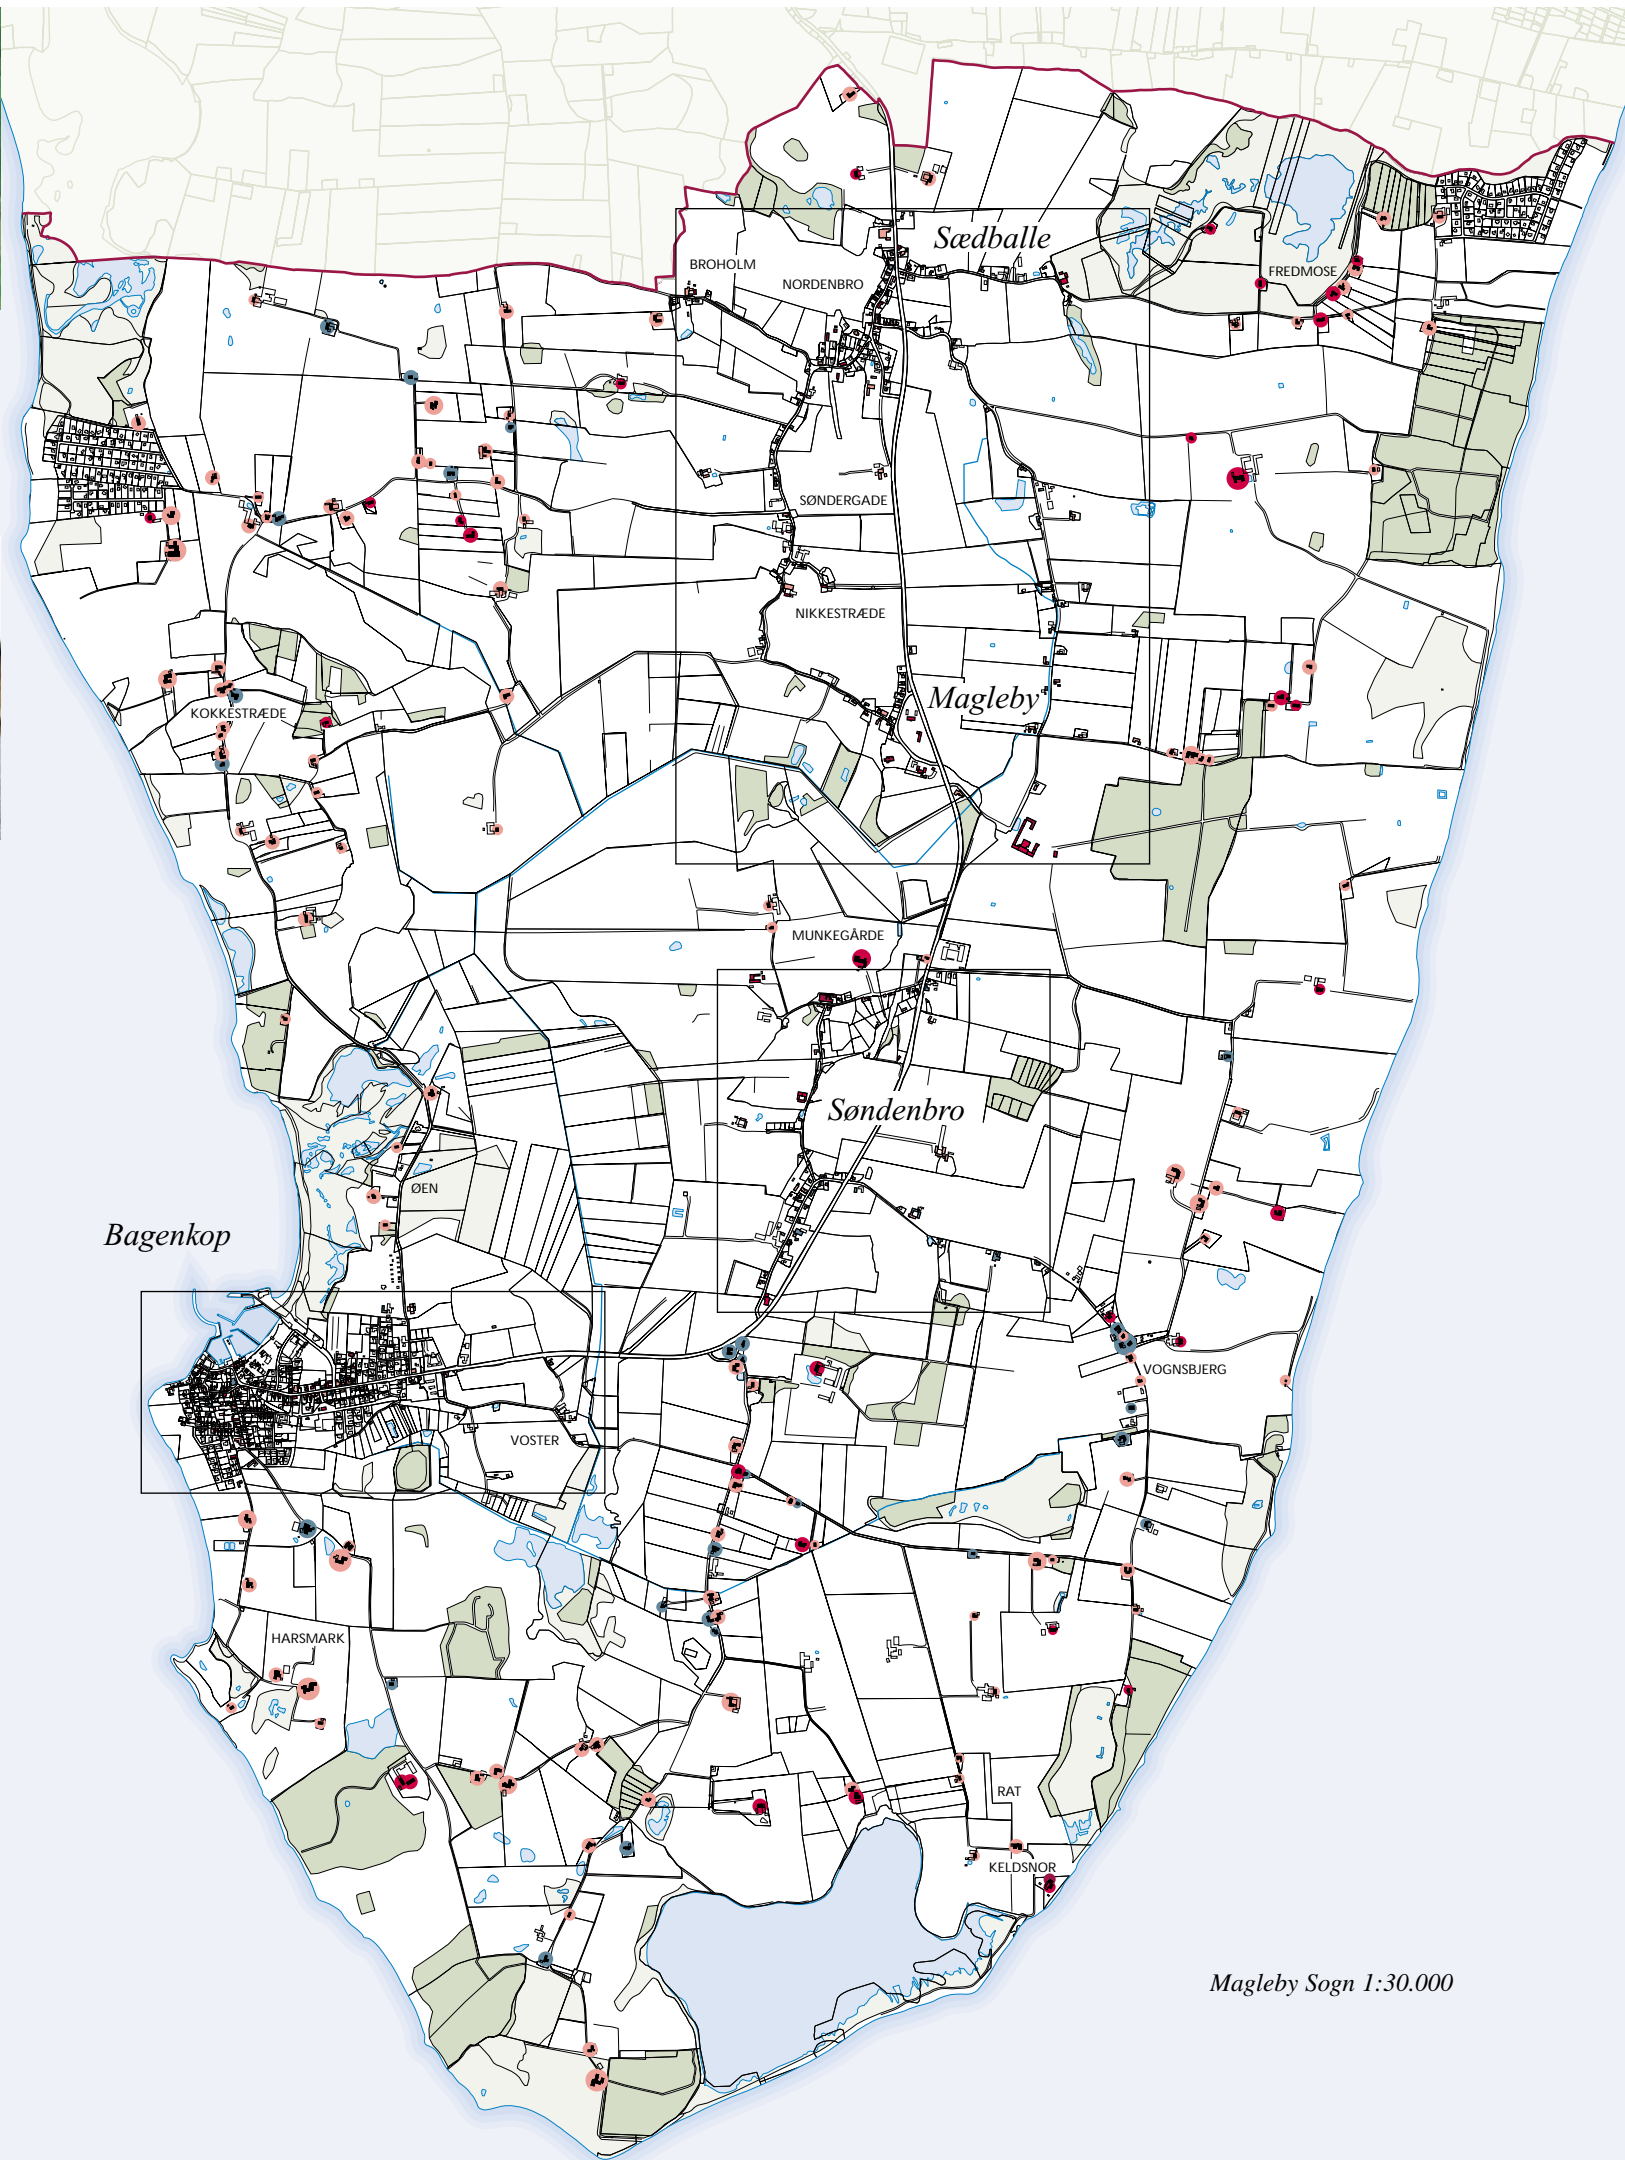 Sædballe
BROHOLM
FREDMOSE
NORDENBRO
SØNDERGADE
NIKKESTRÆDE
Magleby
KOKKESTRÆDE
MUNKEGÅRDE
Søndenbro
ØEN
Bagenkop
VOGNSBJERG
VOSTER
HARSMARK
RAT
KELDSNOR
Magleby Sogn 1:30.000